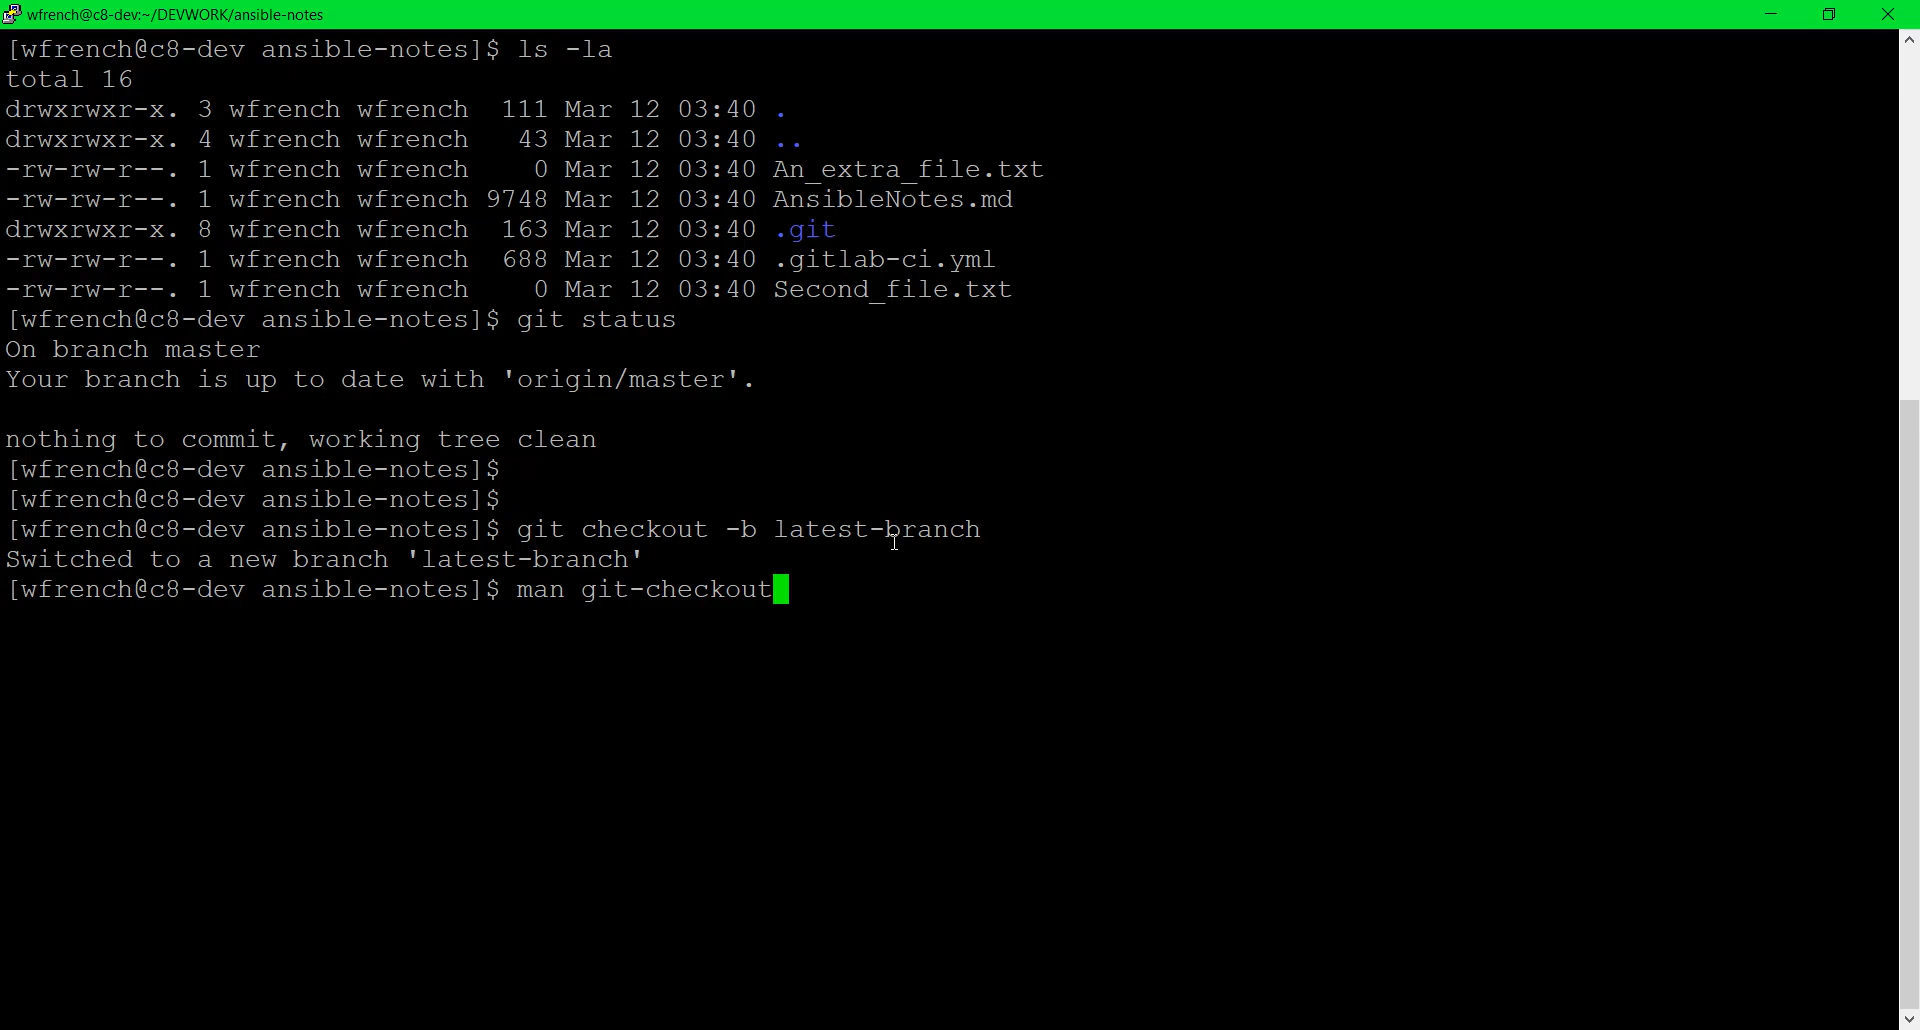 wfrench@c8-dev:~/DEVWORK/ansible-notes
[wfrench@c8-dev ansible-notes]$ ls -la
total 16
drwxrwxr-x. 3 wfrench wfrench  111 Mar 12 03:40 .
drwxrwxr-x. 4 wfrench wfrench   43 Mar 12 03:40 ..
-rw-rw-r--. 1 wfrench wfrench    0 Mar 12 03:40 An_extra_file.txt
-rw-rw-r--. 1 wfrench wfrench 9748 Mar 12 03:40 AnsibleNotes.md
drwxrwxr-x. 8 wfrench wfrench  163 Mar 12 03:40 .git
-rw-rw-r--. 1 wfrench wfrench  688 Mar 12 03:40 .gitlab-ci.yml
-rw-rw-r--. 1 wfrench wfrench    0 Mar 12 03:40 Second_file.txt
[wfrench@c8-dev ansible-notes]$ git status
On branch master
Your branch is up to date with 'origin/master'.
nothing to commit, working tree clean
[wfrench@c8-dev ansible-notes]$
[wfrench@c8-dev ansible-notes]$
[wfrench@c8-dev ansible-notes]$ git checkout -b latest-branch
Switched to a new branch 'latest-branch'
[wfrench@c8-dev ansible-notes]$ man git-checkout